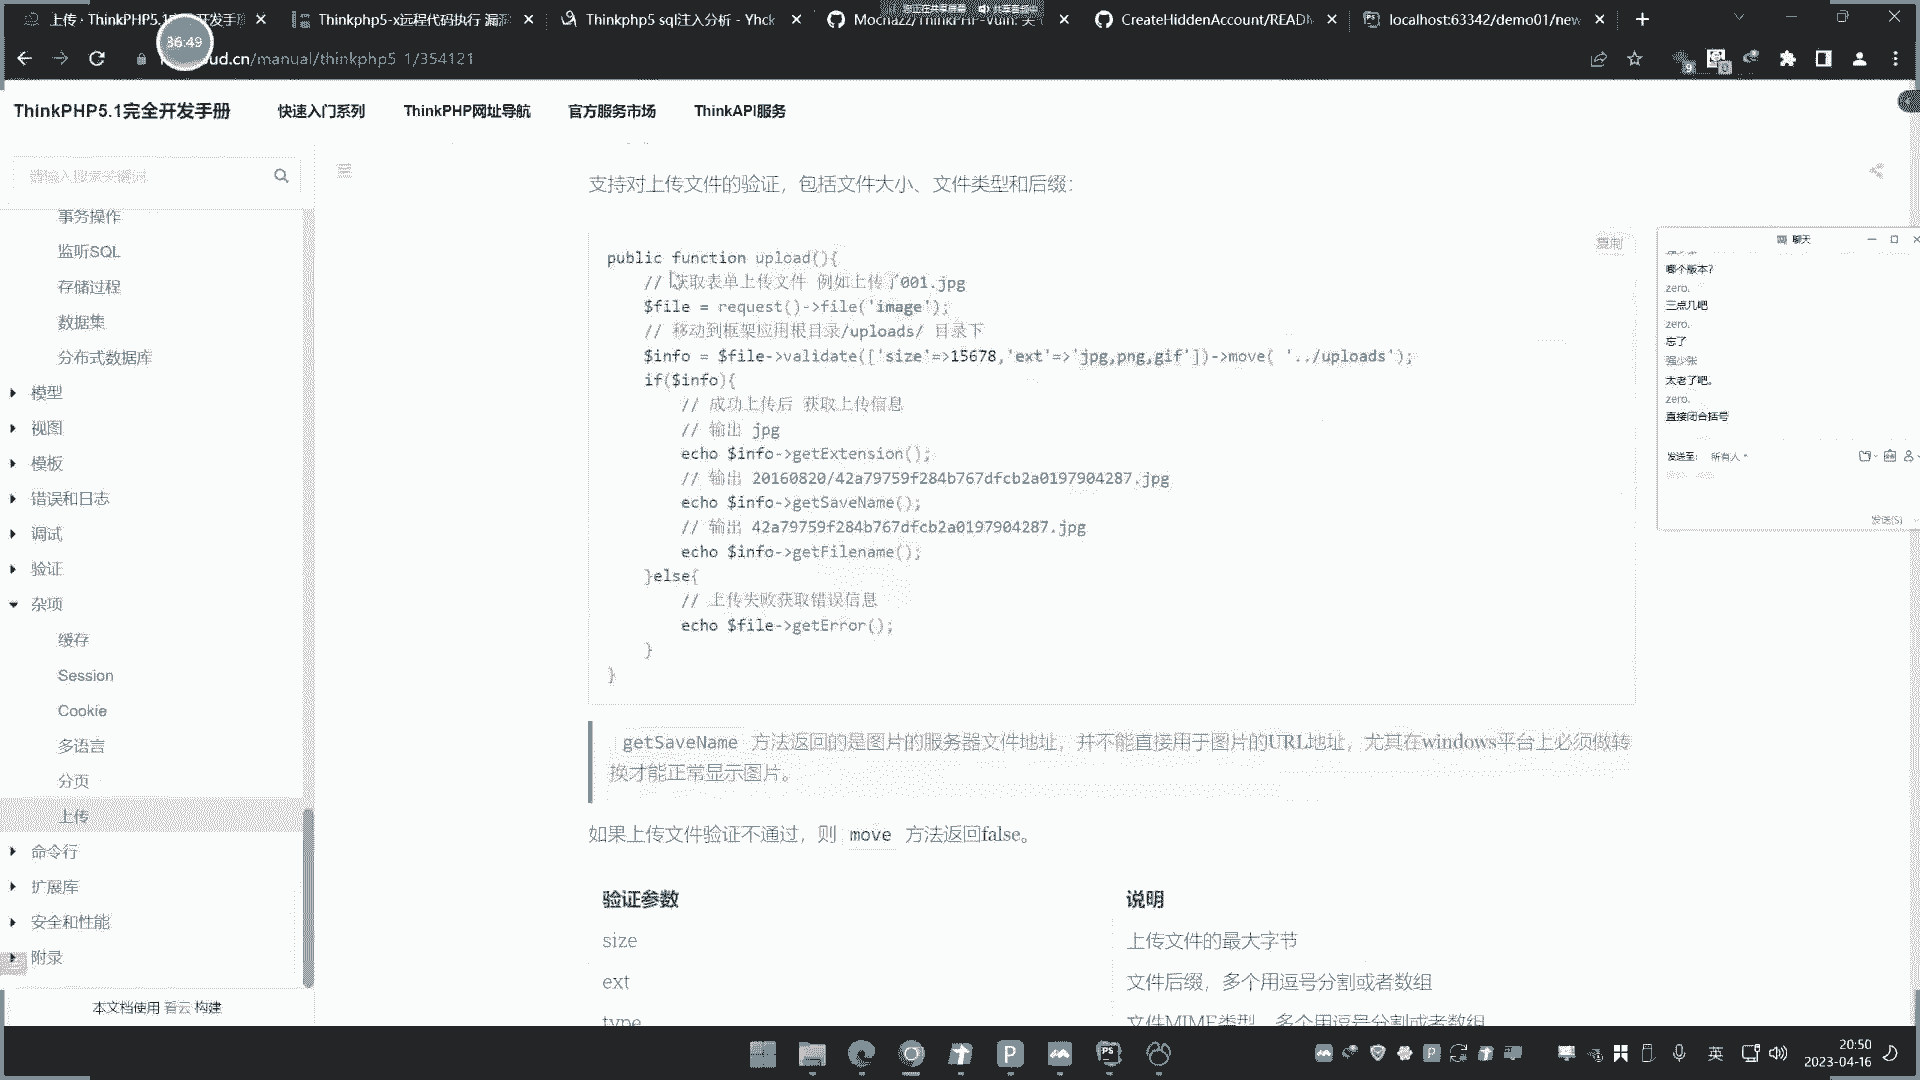 上传 · ThinkPHP5.1
Thinkphp5-x远程代码执行 漏洞
Thinkphp5 sql注入分析 - Yhck
Mochazz/ThinkPHP-Vuln: 关
CreateHiddenAccount/READM
localhost:63342/demo01/new
36:49
oud.cn/manual/thinkphp5_1/354121
ThinkPHP5.1完全开发手册
快速入门系列
ThinkPHP网址导航
官方服务市场
ThinkAPI服务
请输入搜索关键词
事务操作
监听SQL
存储过程
数据集
分布式数据库
模型
视图
模板
错误和日志
调试
验证
杂项
缓存
Session
Cookie
多语言
分页
上传
命令行
扩展库
安全和性能
附录
本文档使用 看云 构建
支持对上传文件的验证，包括文件大小、文件类型和后缀：
复制
public function upload(){
// 获取表单上传文件 例如上传了001.jpg
$file = request()->file('image');
// 移动到框架应用根目录/uploads/ 目录下
$info = $file->validate(['size'=>15678,'ext'=>'jpg,png,gif'])->move( '../uploads');
if($info){
// 成功上传后 获取上传信息
// 输出 jpg
echo $info->getExtension();
// 输出 20160820/42a79759f284b767dfcb2a0197904287.jpg
echo $info->getSaveName();
// 输出 42a79759f284b767dfcb2a0197904287.jpg
echo $info->getFilename();
}else{
// 上传失败获取错误信息
echo $file->getError();
}
}
getSaveName 方法返回的是图片的服务器文件地址，并不能直接用于图片的URL地址，尤其在windows平台上必须做转
换才能正常显示图片。
如果上传文件验证不通过，则 move 方法返回false。
验证参数 说明
size 上传文件的最大字节
ext 文件后缀，多个用逗号分割或者数组
type 文件MIME类型，多个用逗号分割或者数组
聊天
哪个版本？
zero.
三点几吧
zero.
忘了
强少张
太老了吧。
zero.
直接闭合括号
发送至： 所有人
发送(S)
英
20:50
2023-04-16